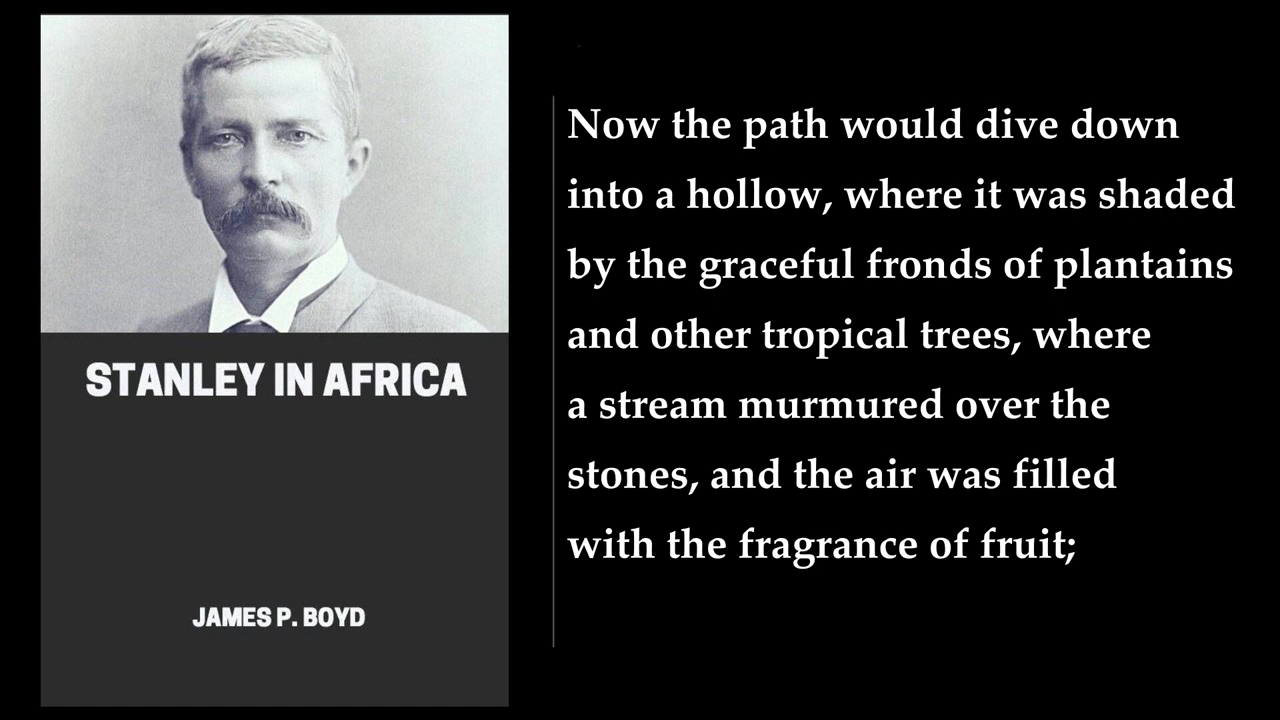 STANLEY IN AFRICA
JAMES P. BOYD
Now the path would dive down
into a hollow, where it was shaded
by the graceful fronds of plantains
and other tropical trees, where
a stream murmured over the
stones, and the air was filled
with the fragrance of fruit;